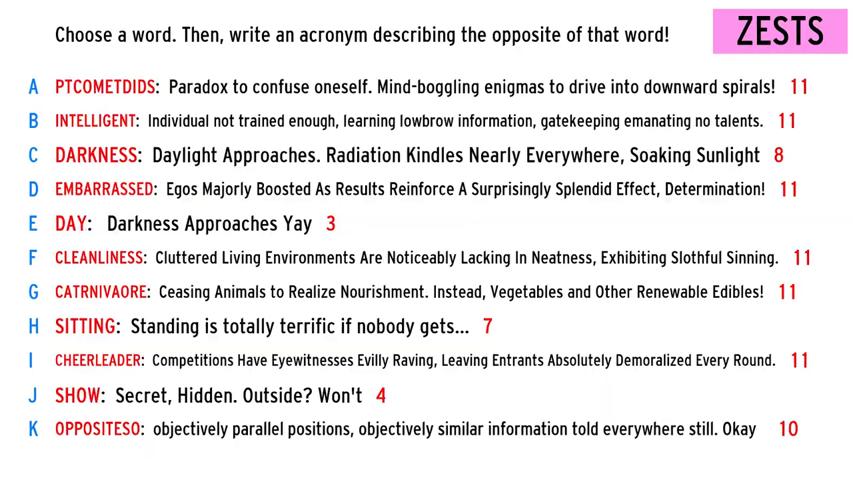 Choose a word. Then, write an acronym describing the opposite of that word!
ZESTS
A PTCOMETDIDS: Paradox to confuse oneself. Mind-boggling enigmas to drive into downward spirals! 11
B INTELLIGENT: Individual not trained enough, learning lowbrow information, gatekeeping emanating no talents. 11
C DARKNESS: Daylight Approaches. Radiation Kindles Nearly Everywhere, Soaking Sunlight 8
D EMBARRASSED: Egos Majorly Boosted As Results Reinforce A Surprisingly Splendid Effect, Determination! 11
E DAY: Darkness Approaches Yay 3
F CLEANLINESS: Cluttered Living Environments Are Noticeably Lacking In Neatness, Exhibiting Slothful Sinning. 11
G CATRNIVAORE: Ceasing Animals to Realize Nourishment. Instead, Vegetables and Other Renewable Edibles! 11
H SITTING: Standing is totally terrific if nobody gets... 7
I CHEERLEADER: Competitions Have Eyewitnesses Evilly Raving, Leaving Entrants Absolutely Demoralized Every Round. 11
J SHOW: Secret, Hidden. Outside? Won't 4
K OPPOSITESO: objectively parallel positions, objectively similar information told everywhere still. Okay 10